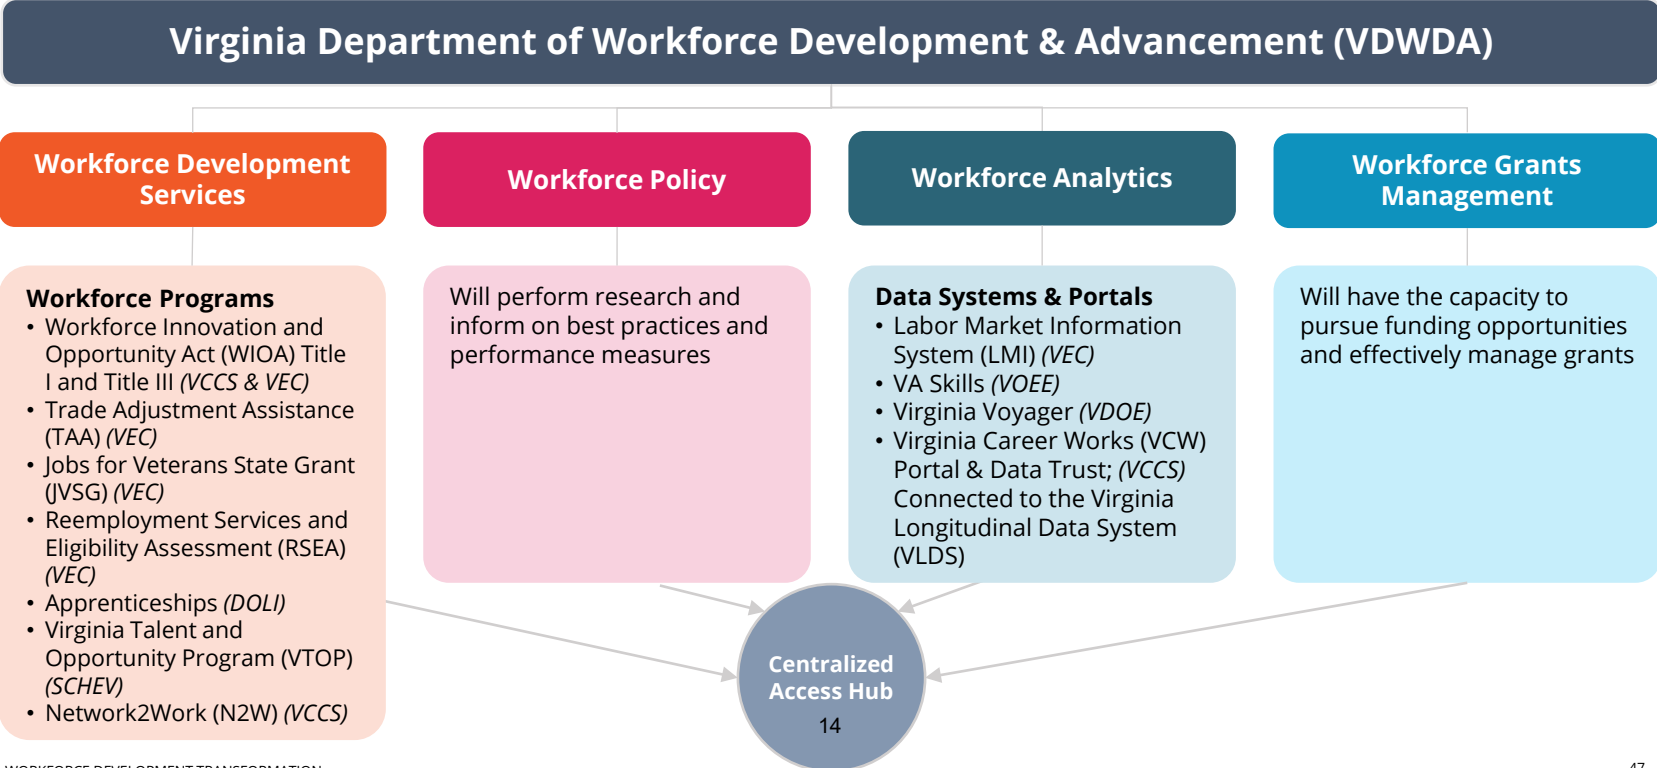 Virginia Department of Workforce Development & Advancement (VDWDA)
Workforce Development
Services
Workforce Policy
Workforce Analytics
Workforce Grants
Management
Workforce Programs
• Workforce Innovation and
Opportunity Act (WIOA) Title
I and Title III (VCCS & VEC)
• Trade Adjustment Assistance
(TAA) (VEC)
• Jobs for Veterans State Grant
(JVSG) (VEC)
• Reemployment Services and
Eligibility Assessment (RSEA)
(VEC)
• Apprenticeships (DOLI)
• Virginia Talent and
Opportunity Program (VTOP)
(SCHEV)
• Network2Work (N2W) (VCCS)
Will perform research and
inform on best practices and
performance measures
Data Systems & Portals
• Labor Market Information
System (LMI) (VEC)
• VA Skills (VOEE)
• Virginia Voyager (VDOE)
• Virginia Career Works (VCW)
Portal & Data Trust; (VCCS)
Connected to the Virginia
Longitudinal Data System
(VLDS)
Will have the capacity to
pursue funding opportunities
and effectively manage grants
Centralized
Access Hub
14
WORKFORCE DEVELOPMENT TRANSFORMATION
47